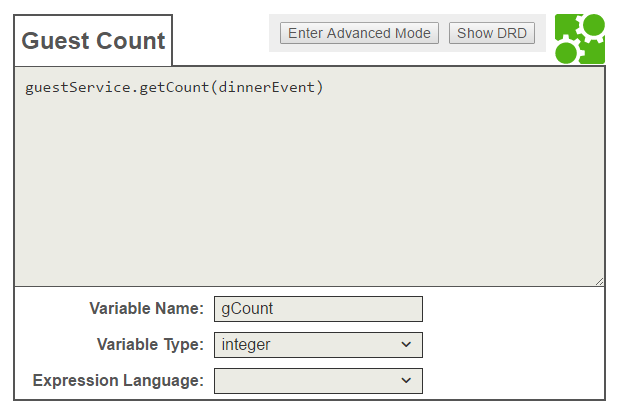 Guest Count
Enter Advanced Mode
Show DRD
guestService.getCount(dinnerEvent)
Variable Name: gCount
Variable Type: integer
Expression Language: